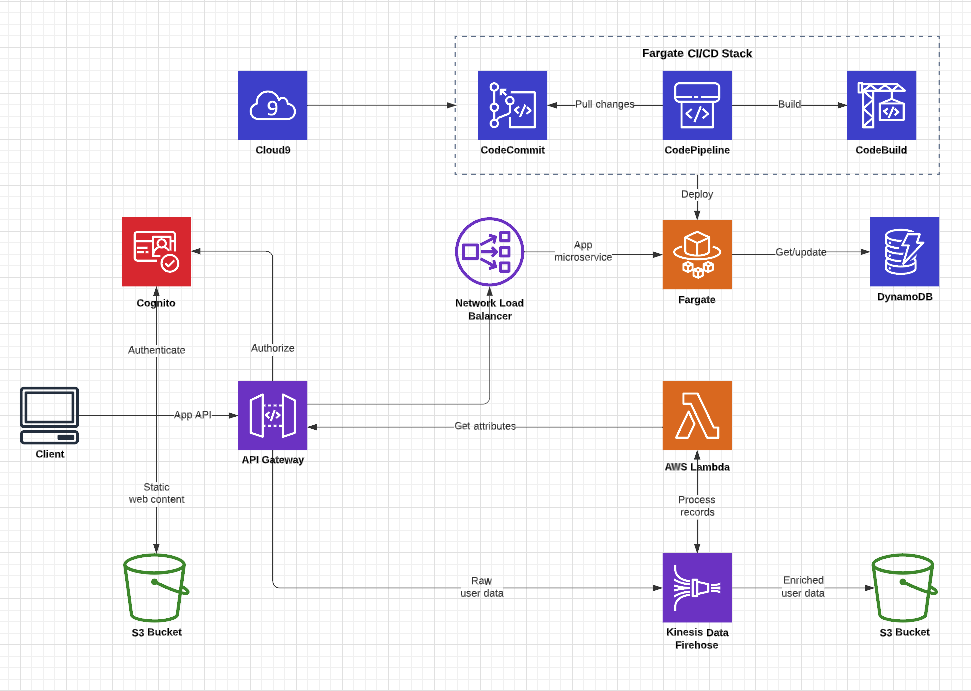 Fargate CI/CD Stack
9
Pull changes
Build
Cloud9
CodeCommit
CodePipeline
CodeBuild
Deploy
App
microservice
Get/update
Cognito
Network Load
Balancer
Fargate
DynamoDB
Authenticate
Authorize
App API
Get attributes
Client
API Gateway
AWS Lambda
Static
web content
Process
records
Raw
user data
Enriched
user data
S3 Bucket
Kinesis Data
Firehose
S3 Bucket